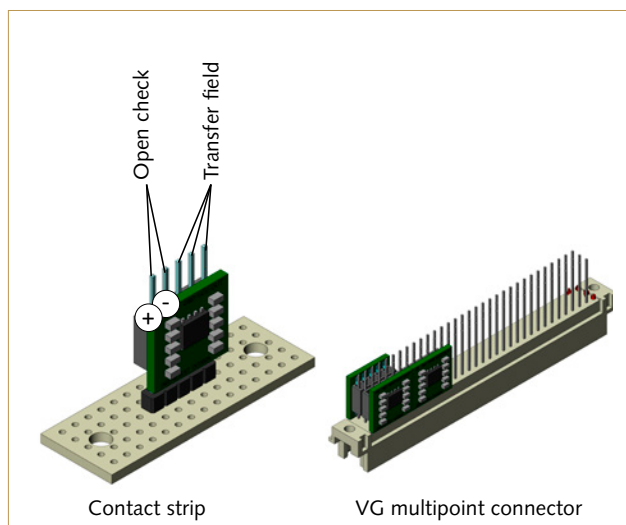 Open check
Transfer field
+
-
Contact strip
VG multipoint connector